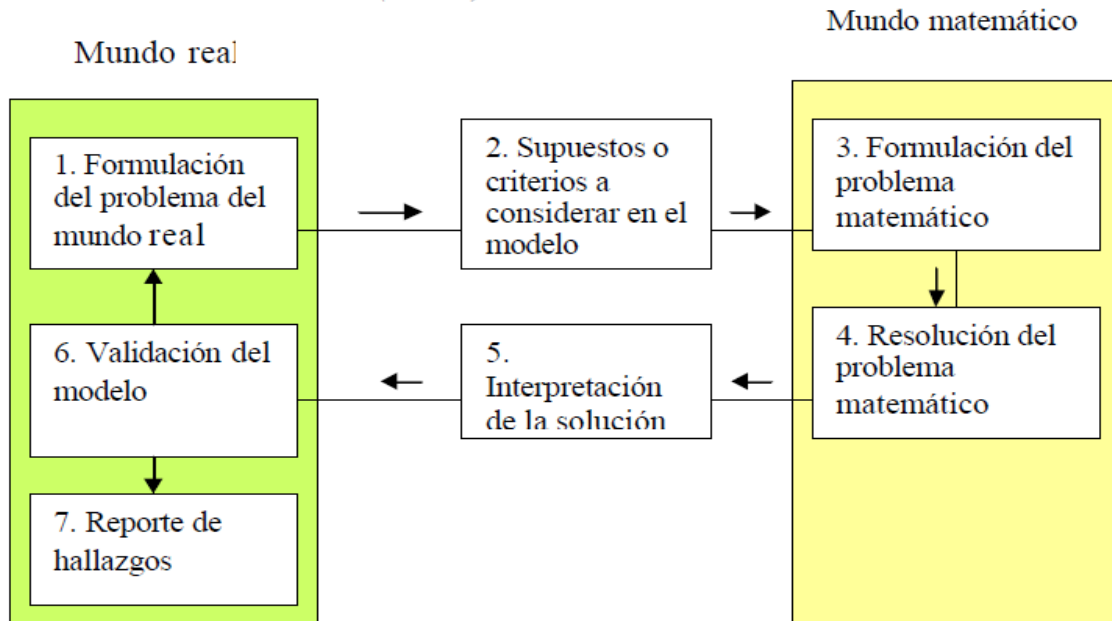 Mundo real
Mundo matemático
1. Formulación
del problema del
mundo real
2. Supuestos o
criterios a
considerar en el
modelo
3. Formulación del
problema
matemático
4. Resolución del
problema
matemático
5.
Interpretación
de la solución
6. Validación del
modelo
7. Reporte de
hallazgos